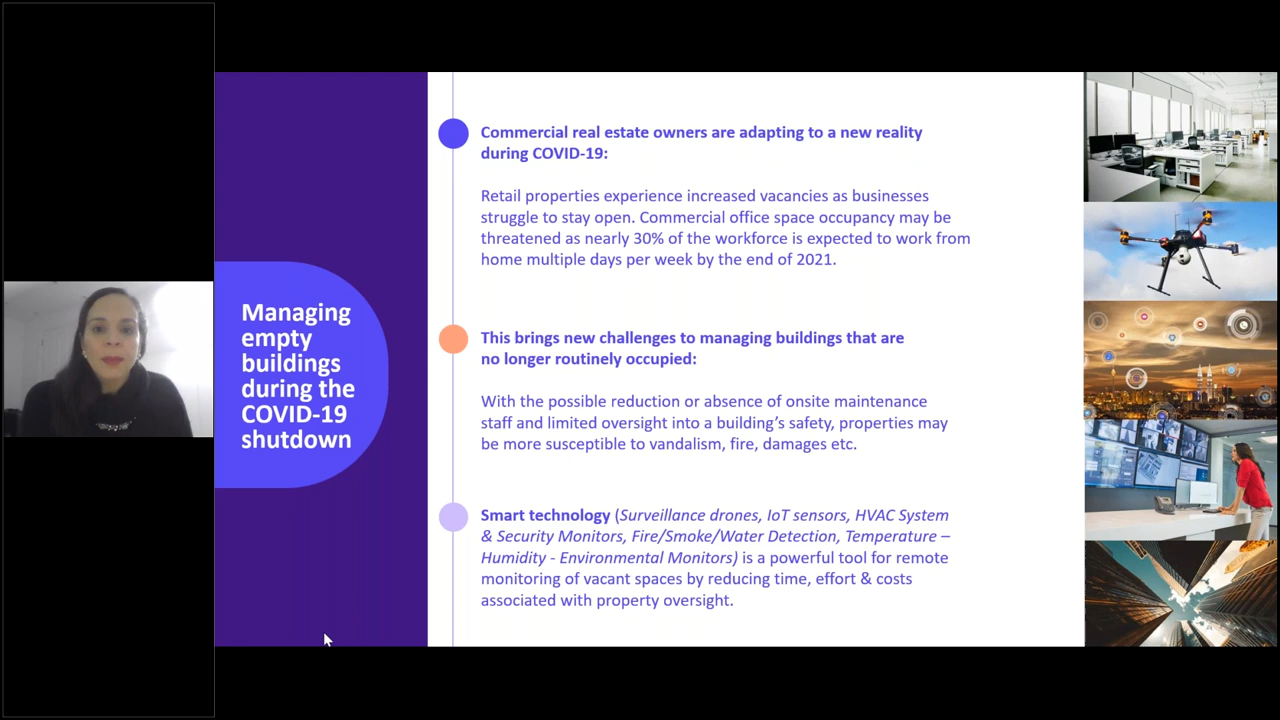 Managing
empty
buildings
during the
COVID-19
shutdown
Commercial real estate owners are adapting to a new reality
during COVID-19:
Retail properties experience increased vacancies as businesses
struggle to stay open. Commercial office space occupancy may be
threatened as nearly 30% of the workforce is expected to work from
home multiple days per week by the end of 2021.
This brings new challenges to managing buildings that are
no longer routinely occupied:
With the possible reduction or absence of onsite maintenance
staff and limited oversight into a building’s safety, properties may
be more susceptible to vandalism, fire, damages etc.
Smart technology (Surveillance drones, IoT sensors, HVAC System
& Security Monitors, Fire/Smoke/Water Detection, Temperature –
Humidity - Environmental Monitors) is a powerful tool for remote
monitoring of vacant spaces by reducing time, effort & costs
associated with property oversight.